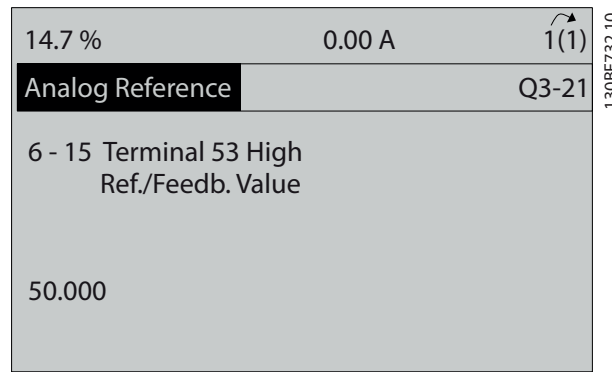 14.7 % 0.00 A 1(1)
Analog Reference Q3-21
6 - 15 Terminal 53 High
Ref./Feedb. Value
50.000
130BF732.10